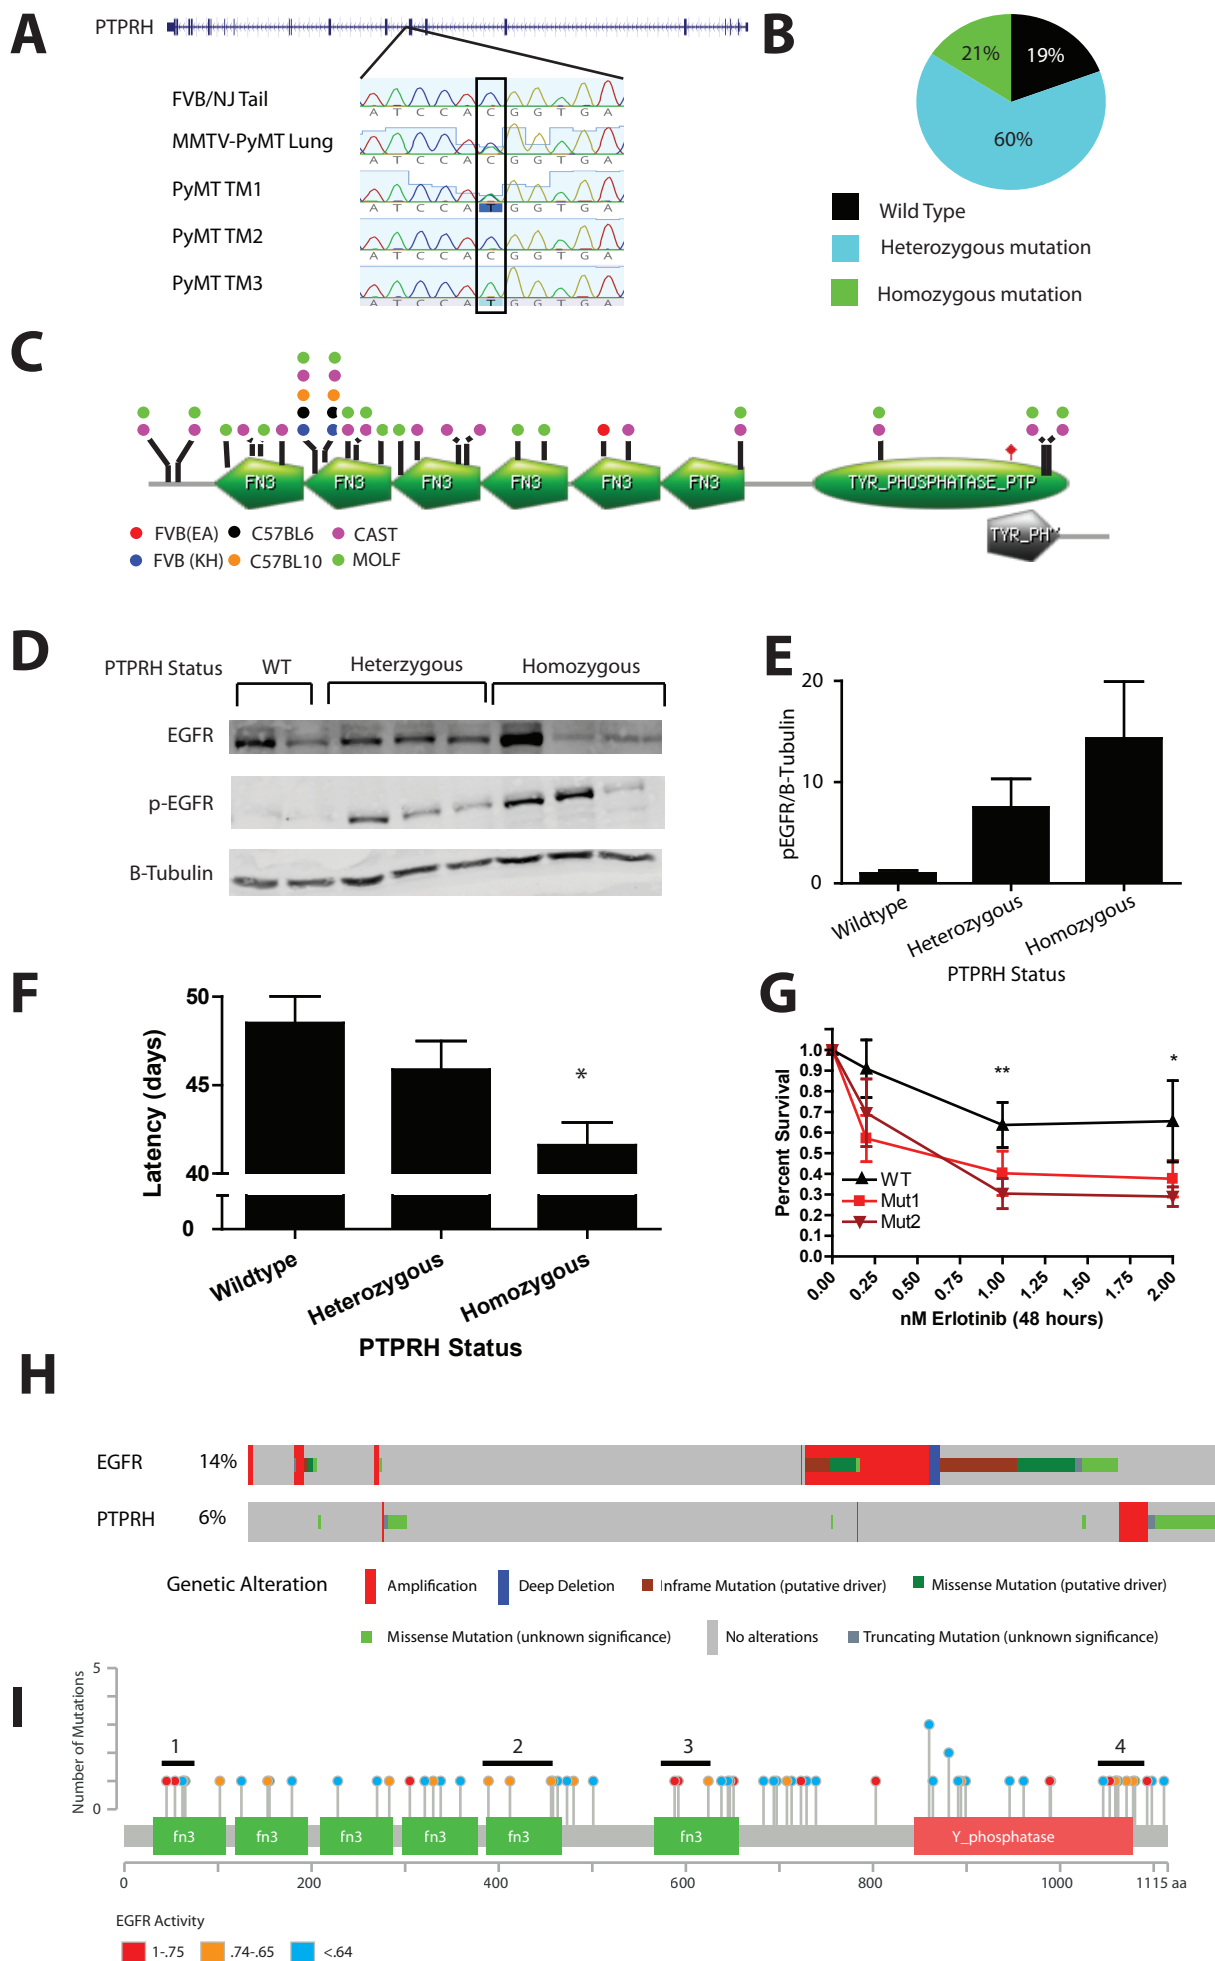 A
PTPRH
FVB/NJ Tail
A T C C A C G G T G A
MMTV-PyMT Lung
A T C C A C G G T G A
PyMT TM1
A T C C A T G G T G A
PyMT TM2
A T C C A C G G T G A
PyMT TM3
A T C C A T G G T G A
B
21%
19%
60%
Wild Type
Heterozygous mutation
Homozygous mutation
C
FN3 FN3 FN3 FN3 FN3 FN3 TYR_PHOSPHATASE_PTP
TYR_PH
FVB(EA) C57BL6 CAST
FVB (KH) C57BL10 MOLF
D
PTPRH Status WT Heterzygous Homozygous
EGFR
p-EGFR
B-Tubulin
E
pEGFR/B-Tubulin
20
10
0
Wildtype Heterozygous Homozygous
PTPRH Status
F
Latency (days)
50
45
40
0
*
Wildtype Heterozygous Homozygous
PTPRH Status
G
Percent Survival
1.0
0.9
0.8
0.7
0.6
0.5
0.4
0.3
0.2
0.1
0.0
** *
WT
Mut1
Mut2
0.00 0.25 0.50 0.75 1.00 1.25 1.50 1.75 2.00
nM Erlotinib (48 hours)
H
EGFR 14%
PTPRH 6%
Genetic Alteration Amplification Deep Deletion Inframe Mutation (putative driver) Missense Mutation (putative driver)
Missense Mutation (unknown significance) No alterations Truncating Mutation (unknown significance)
I
Number of Mutations
5
0
1 2 3 4
fn3 fn3 fn3 fn3 fn3 fn3 Y_phosphatase
0 200 400 600 800 1000 1115 aa
EGFR Activity
1-.75 .74-.65 <.64